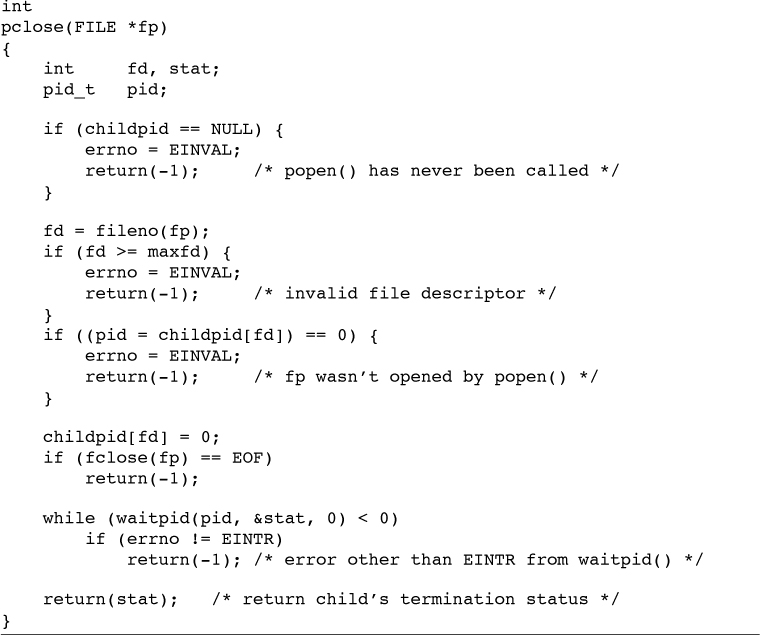 int
pclose(FILE *fp)
{
    int     fd, stat;
    pid_t   pid;

    if (childpid == NULL) {
        errno = EINVAL;
        return(-1);     /* popen() has never been called */
    }

    fd = fileno(fp);
    if (fd >= maxfd) {
        errno = EINVAL;
        return(-1);     /* invalid file descriptor */
    }
    if ((pid = childpid[fd]) == 0) {
        errno = EINVAL;
        return(-1);     /* fp wasn't opened by popen() */
    }

    childpid[fd] = 0;
    if (fclose(fp) == EOF)
        return(-1);

    while (waitpid(pid, &stat, 0) < 0)
        if (errno != EINTR)
            return(-1); /* error other than EINTR from waitpid() */

    return(stat);   /* return child's termination status */
}